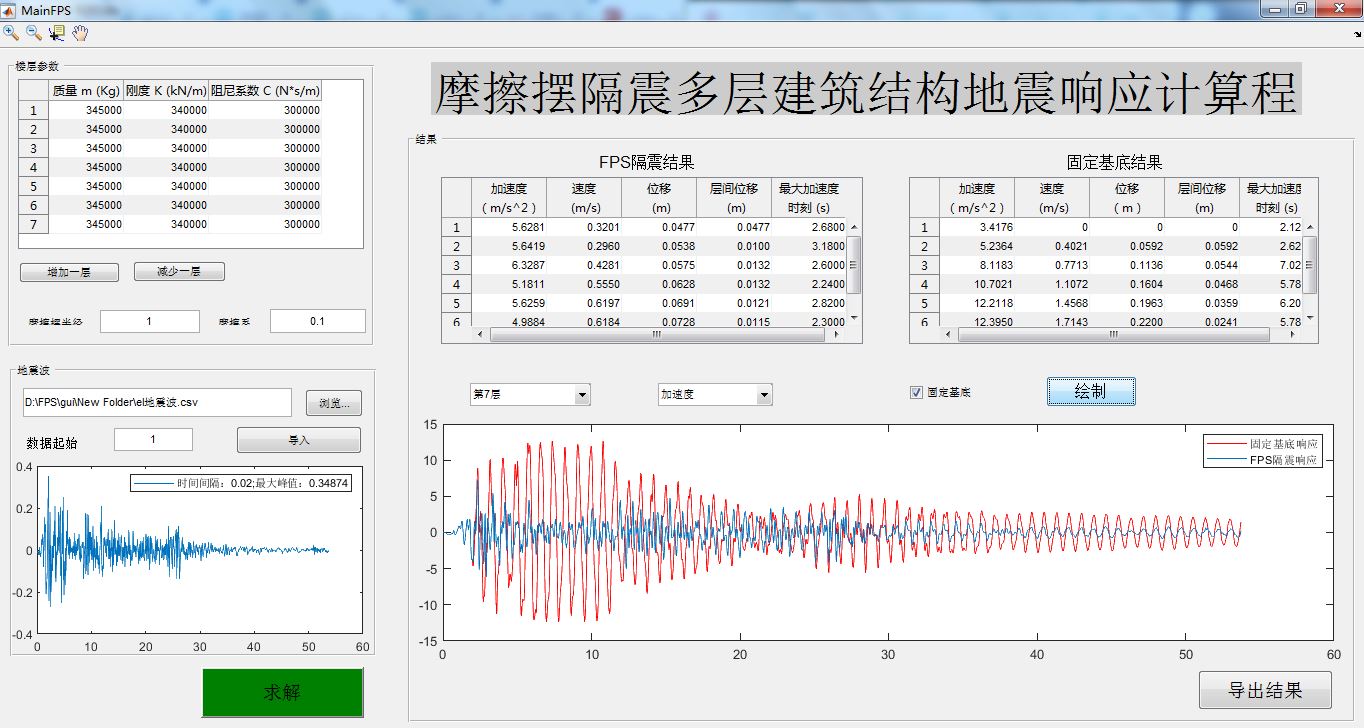 MainFPS
楼层参数
质量 m (Kg) 刚度 K (kN/m) 阻尼系数 C (N*s/m)
1 345000 340000 300000
2 345000 340000 300000
3 345000 340000 300000
4 345000 340000 300000
5 345000 340000 300000
6 345000 340000 300000
7 345000 340000 300000
增加一层 减少一层
摩擦摆半径 1 摩擦系 0.1
地震波
D:\FPS\gui\New Folder\el地震波.csv 浏览...
数据起始 1 导入
时间间隔：0.02;最大峰值：0.34874
0.4
0.2
0
-0.2
-0.4
0 10 20 30 40 50 60
求解
摩擦摆隔震多层建筑结构地震响应计算程
结果
FPS隔震结果
加速度 速度 位移 层间位移 最大加速度
( m/s^2 ) (m/s) (m) (m) 时刻 (s)
1 5.6281 0.3201 0.0477 0.0477 2.6800
2 5.6419 0.2960 0.0538 0.0100 3.1800
3 6.3287 0.4281 0.0575 0.0132 2.6000
4 5.1811 0.5550 0.0628 0.0132 2.2400
5 5.6259 0.6197 0.0691 0.0121 2.8200
6 4.9884 0.6184 0.0728 0.0115 2.3000
固定基底结果
加速度 速度 位移 层间位移 最大加速度
( m/s^2 ) (m/s) ( m ) (m) 时刻 (s)
1 3.4176 0 0 0 2.12
2 5.2364 0.4021 0.0592 0.0592 2.62
3 8.1183 0.7713 0.1136 0.0544 7.02
4 10.7021 1.1072 0.1604 0.0468 5.78
5 12.2118 1.4568 0.1963 0.0359 6.20
6 12.3950 1.7143 0.2200 0.0241 5.78
第7层 加速度 固定基底 绘制
固定基底响应
FPS隔震响应
15
10
5
0
-5
-10
-15
0 10 20 30 40 50 60
导出结果